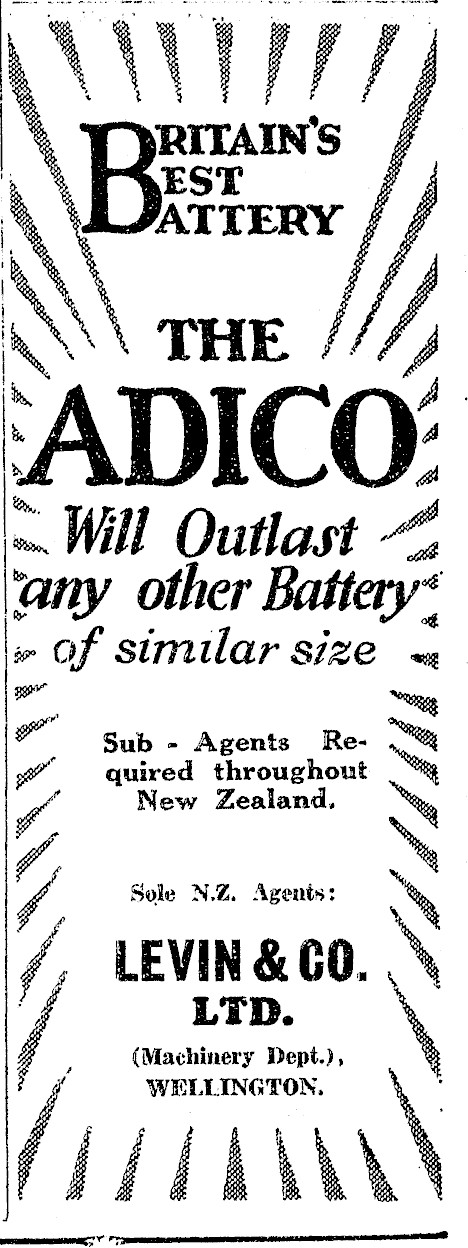 BRITAIN'S
BEST
BATTERY
THE
ADICO
Will Outlast
any other Battery
of similar size
Sub - Agents Re-
quired throughout
New Zealand.
Sole N.Z. Agents:
LEVIN & CO.
LTD.
(Machinery Dept.),
WELLINGTON.